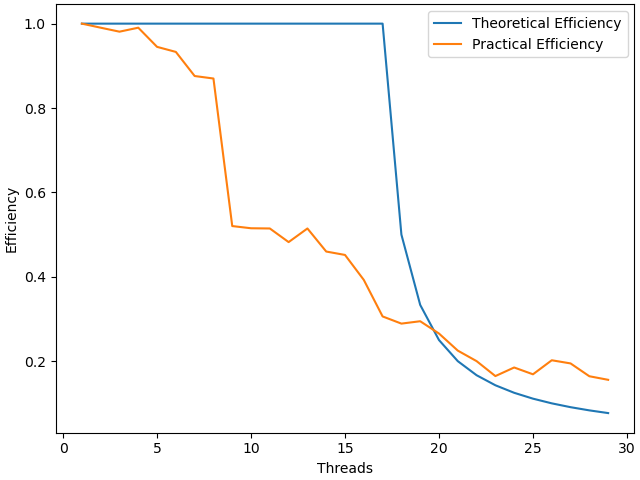 Theoretical Efficiency
Practical Efficiency
1.0
0.8
0.6
0.4
0.2
Efficiency
0 5 10 15 20 25 30
Threads